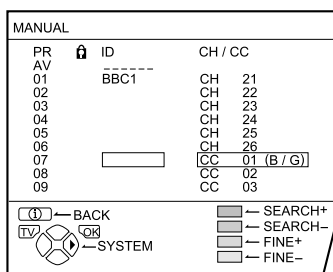 MANUAL
PR ID CH / CC
AV _ _ _ _ _ _
01 BBC1 CH 21
02 CH 22
03 CH 23
04 CH 24
05 CH 25
06 CH 26
07 CC 01 (B / G)
08 CC 02
09 CC 03
i BACK SEARCH+
TV OK SEARCH–
SYSTEM FINE+
FINE–